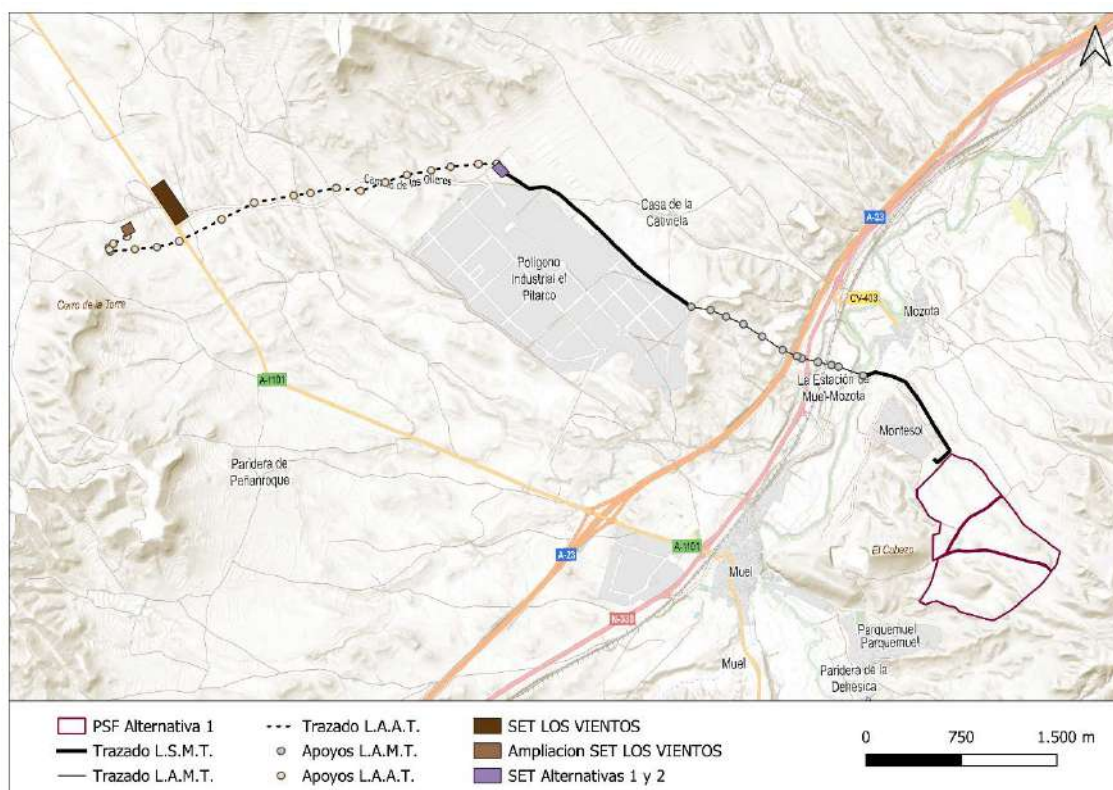 Camino de las Olleres
Casa de la
Cativiela
A-23
Polígono
Industrial el
Pitarco
Cerro de la Torre
CV-403
Mozota
A-1101
La Estación de
Muel-Mozota
Montesol
Paridera de
Peñanroque
A-23
A-1101
El Cabezo
Muel
N-330
Parquemuel
Parquemuel
Muel
Paridera de la
Dehesica
PSF Alternativa 1
Trazado L.S.M.T.
Trazado L.A.M.T.
Trazado L.A.A.T.
Apoyos L.A.M.T.
Apoyos L.A.A.T.
SET LOS VIENTOS
Ampliacion SET LOS VIENTOS
SET Alternativas 1 y 2
0 750 1.500 m